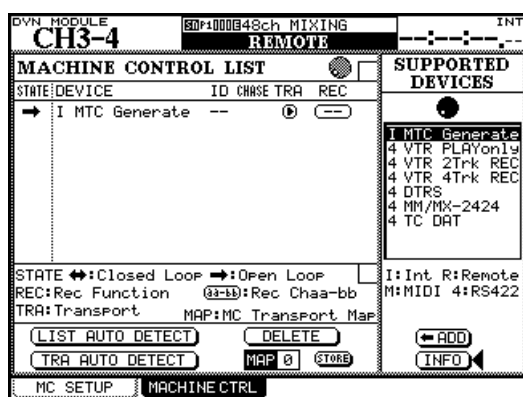 DYN MODULE
CH3-4
48ch MIXING
REMOTE
INT
--:--:--.--
MACHINE CONTROL LIST
STATE DEVICE ID CHASE TRA REC
➡ I MTC Generate -- (--)
SUPPORTED
DEVICES
I MTC Generate
4 VTR PLAYonly
4 VTR 2Trk REC
4 VTR 4Trk REC
4 DTRS
4 MM/MX-2424
4 TC DAT
STATE ⬌:Closed Loop ➡:Open Loop
REC:Rec Function (aa-bb):Rec Chaa-bb
TRA:Transport MAP:MC Transport Map
I:Int R:Remote
M:MIDI 4:RS422
LIST AUTO DETECT
DELETE
⬅ADD
TRA AUTO DETECT
MAP 0 STORE
INFO
MC SETUP
MACHINE CTRL